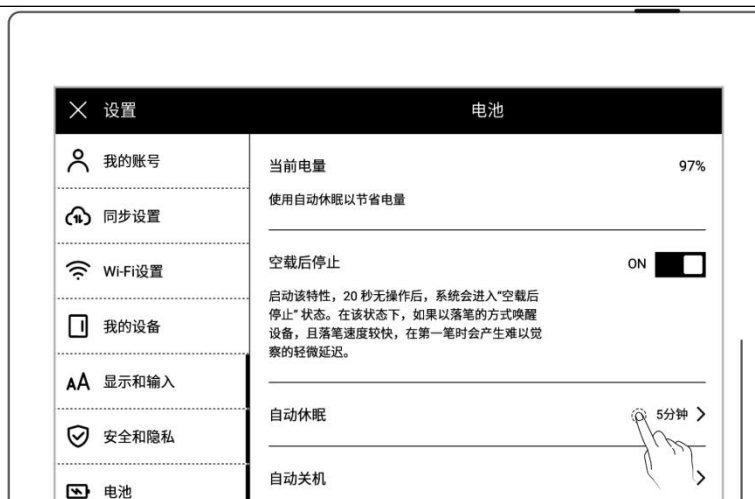 设置
电池
我的账号
同步设置
Wi-Fi设置
我的设备
显示和输入
安全和隐私
电池
当前电量 97%
使用自动休眠以节省电量
空载后停止 ON
启动该特性，20 秒无操作后，系统会进入“空载后
停止” 状态。在该状态下，如果以落笔的方式唤醒
设备，且落笔速度较快，在第一笔时会产生难以觉
察的轻微延迟。
自动休眠 5分钟
自动关机